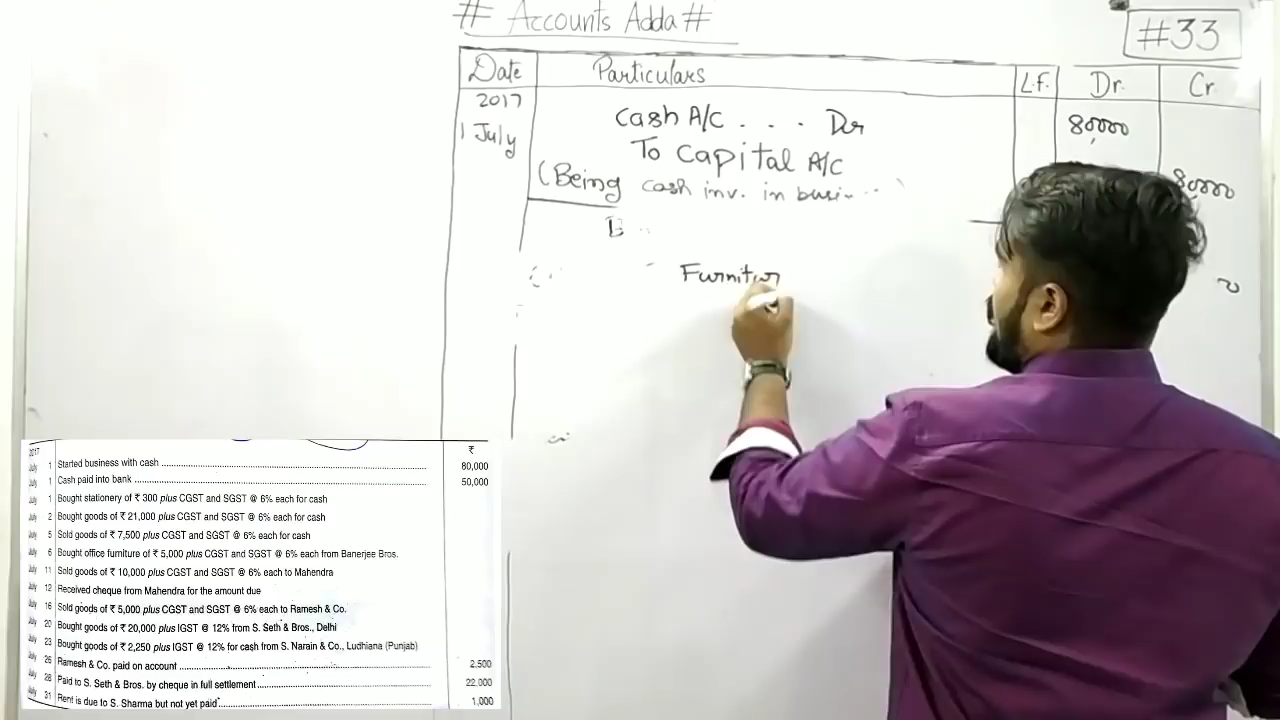 # Accounts Adda #
#33
Date Particulars L.F. Dr. Cr.
2017
1 July Cash A/c . . . Dr 80,000
To Capital A/c
80,000
(Being cash inv. in busi...
Furnitur
2017 ₹
July 1 Started business with cash 80,000
July 1 Cash paid into bank 50,000
July 1 Bought stationery of ₹ 300 plus CGST and SGST @ 6% each for cash
July 2 Bought goods of ₹ 21,000 plus CGST and SGST @ 6% each for cash
July 5 Sold goods of ₹ 7,500 plus CGST and SGST @ 6% each for cash
July 6 Bought office furniture of ₹ 5,000 plus CGST and SGST @ 6% each from Banerjee Bros.
July 11 Sold goods of ₹ 10,000 plus CGST and SGST @ 6% each to Mahendra
July 12 Received cheque from Mahendra for the amount due
July 16 Sold goods of ₹ 5,000 plus CGST and SGST @ 6% each to Ramesh & Co.
July 20 Bought goods of ₹ 20,000 plus IGST @ 12% from S. Seth & Bros., Delhi
July 23 Bought goods of ₹ 2,250 plus IGST @ 12% for cash from S. Narain & Co., Ludhiana (Punjab)
July 26 Ramesh & Co. paid on account 2,500
July 28 Paid to S. Seth & Bros. by cheque in full settlement 22,000
July 31 Rent is due to S. Sharma but not yet paid 1,000